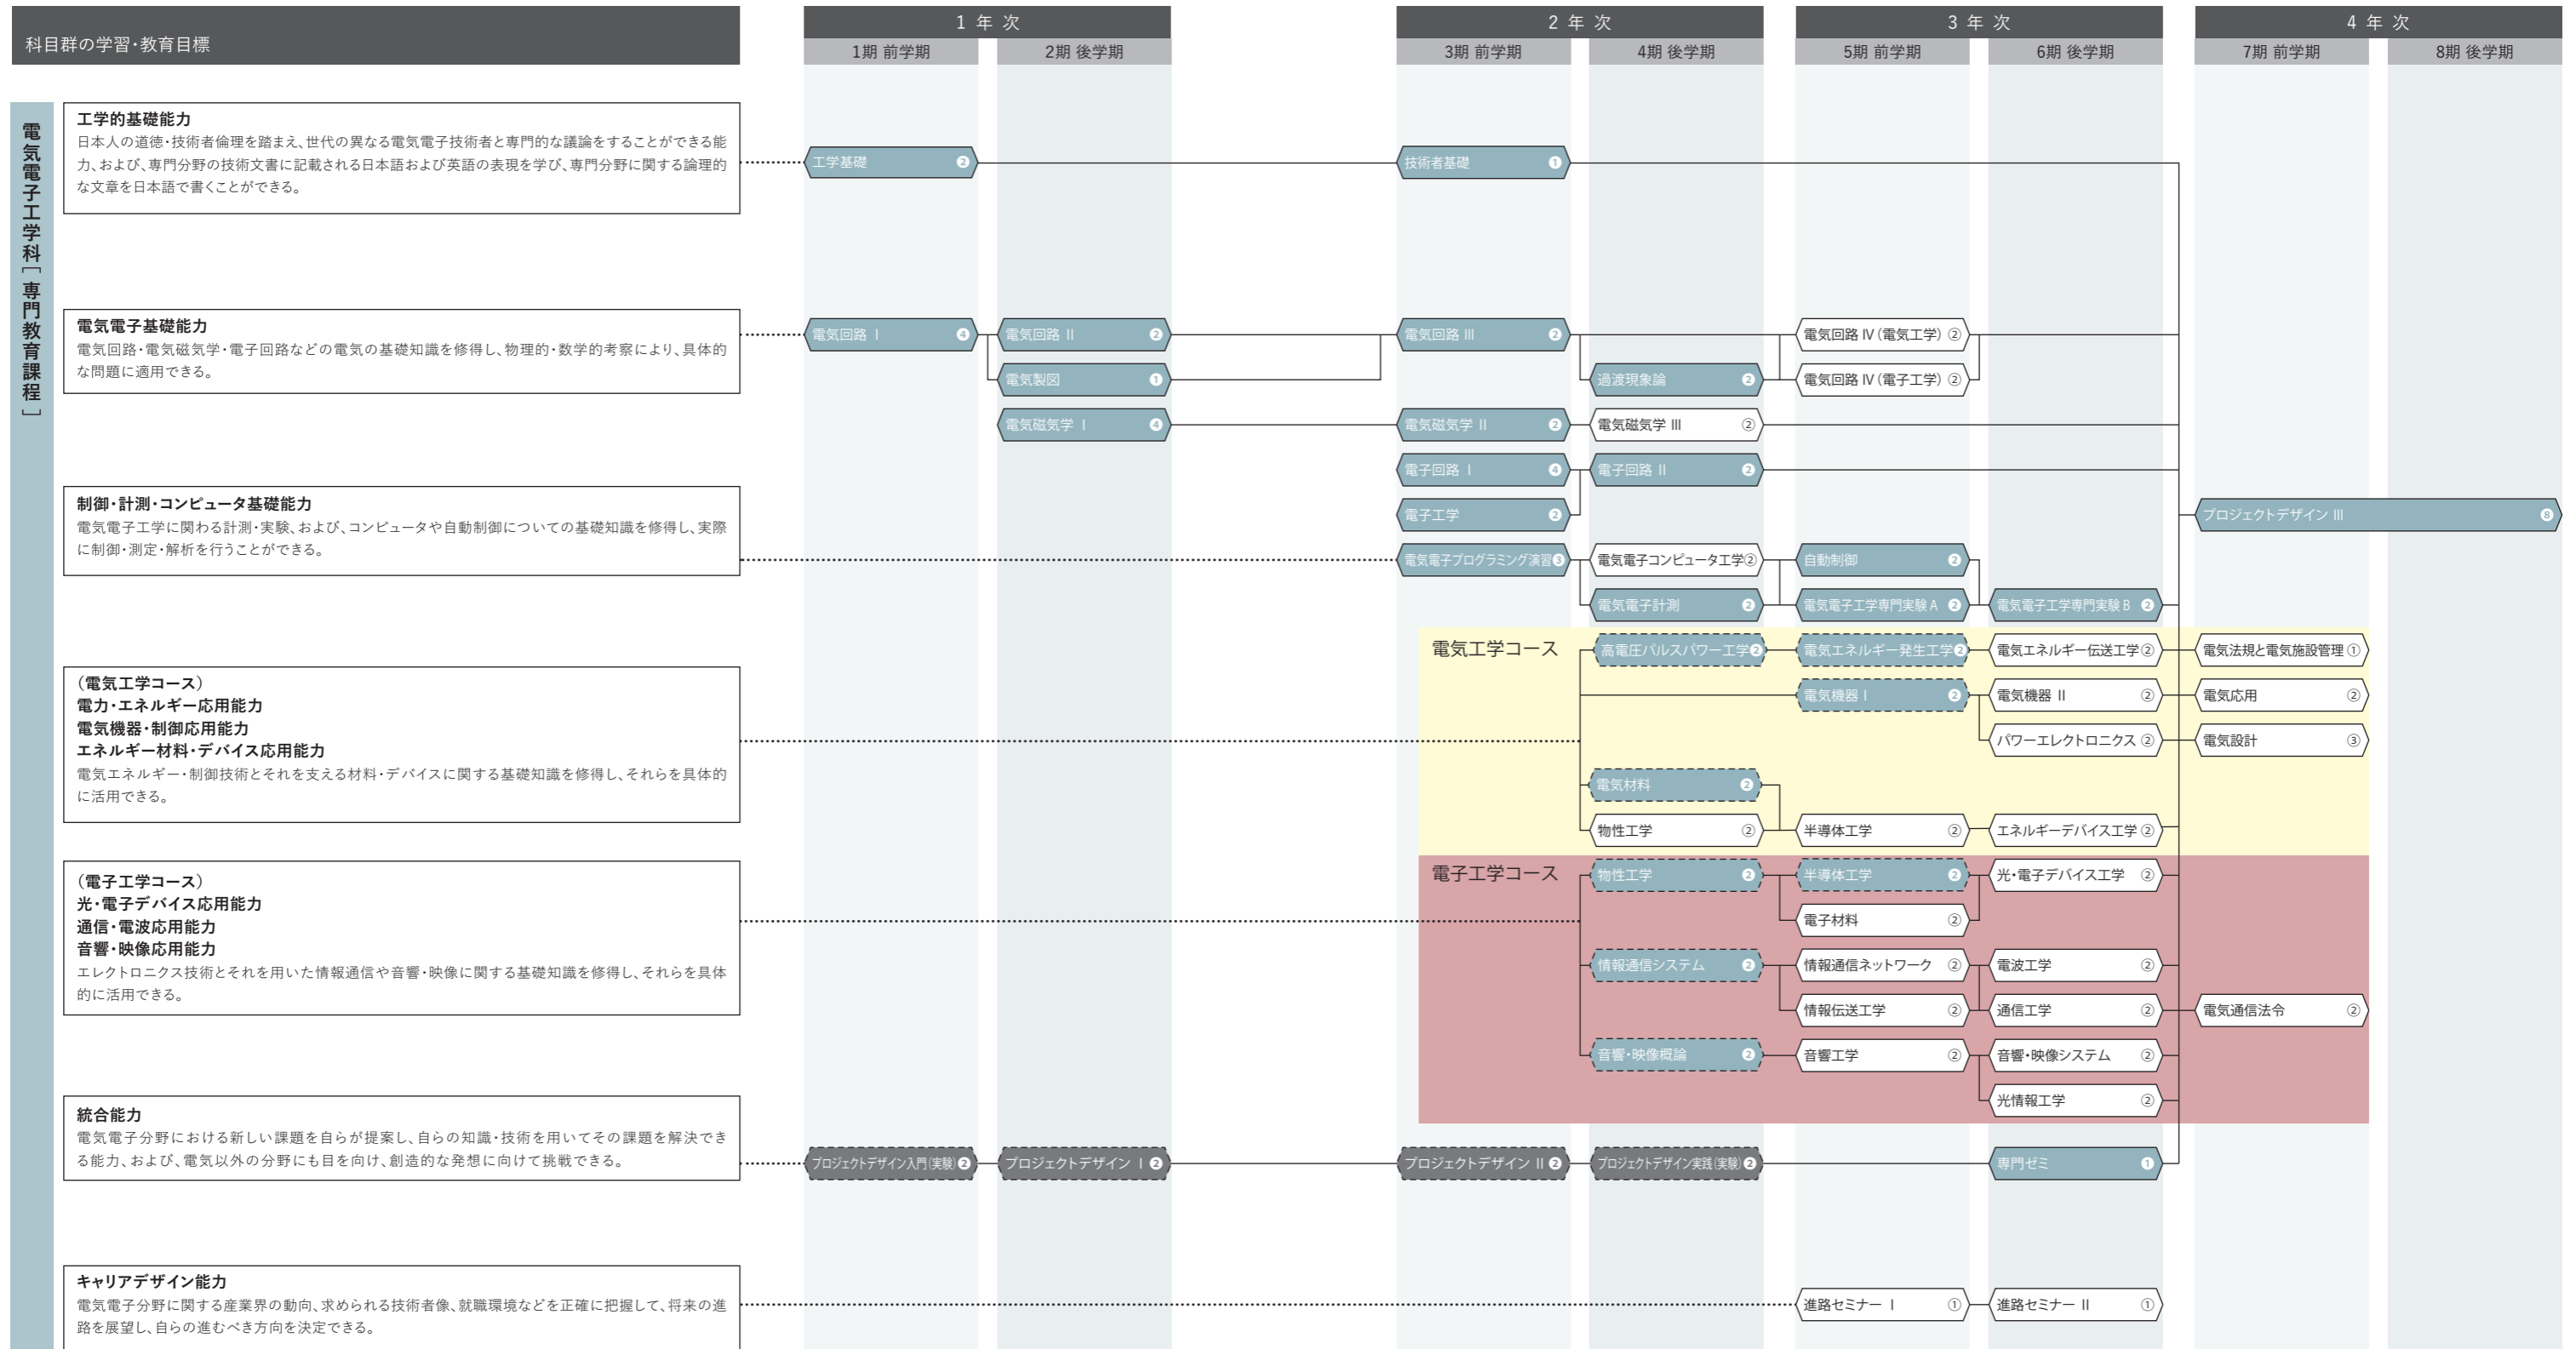 科目群の学習・教育目標
1 年 次
2 年 次
3 年 次
4 年 次
1期 前学期
2期 後学期
3期 前学期
4期 後学期
5期 前学期
6期 後学期
7期 前学期
8期 後学期
電気電子工学科[専門教育課程]
工学的基礎能力
日本人の道徳・技術者倫理を踏まえ、世代の異なる電気電子技術者と専門的な議論をすることができる能
力、および、専門分野の技術文書に記載される日本語および英語の表現を学び、専門分野に関する論理的
な文章を日本語で書くことができる。
工学基礎 ❷
技術者基礎 ❶
電気電子基礎能力
電気回路・電気磁気学・電子回路などの電気の基礎知識を修得し、物理的・数学的考察により、具体的
な問題に適用できる。
電気回路 Ⅰ ❹
電気回路 Ⅱ ❷
電気回路 Ⅲ ❷
電気回路 Ⅳ（電気工学）②
電気製図 ❶
過渡現象論 ❷
電気回路 Ⅳ（電子工学）②
電気磁気学 Ⅰ ❹
電気磁気学 Ⅱ ❷
電気磁気学 Ⅲ ②
電子回路 Ⅰ ❹
電子回路 Ⅱ ❷
電子工学 ❷
プロジェクトデザイン Ⅲ ❽
制御・計測・コンピュータ基礎能力
電気電子工学に関わる計測・実験、および、コンピュータや自動制御についての基礎知識を修得し、実際
に制御・測定・解析を行うことができる。
電気電子プログラミング演習❸
電気電子コンピュータ工学②
自動制御 ❷
電気電子計測 ❷
電気電子工学専門実験 A ❷
電気電子工学専門実験 B ❷
（電気工学コース）
電力・エネルギー応用能力
電気機器・制御応用能力
エネルギー材料・デバイス応用能力
電気エネルギー・制御技術とそれを支える材料・デバイスに関する基礎知識を修得し、それらを具体的
に活用できる。
電気工学コース
高電圧パルスパワー工学❷
電気エネルギー発生工学❷
電気エネルギー伝送工学②
電気法規と電気施設管理①
電気機器 Ⅰ ❷
電気機器 Ⅱ ②
電気応用 ②
パワーエレクトロニクス ②
電気設計 ③
電気材料 ❷
物性工学 ②
半導体工学 ②
エネルギーデバイス工学②
（電子工学コース）
光・電子デバイス応用能力
通信・電波応用能力
音響・映像応用能力
エレクトロニクス技術とそれを用いた情報通信や音響・映像に関する基礎知識を修得し、それらを具体
的に活用できる。
電子工学コース
物性工学 ❷
半導体工学 ❷
光・電子デバイス工学 ②
電子材料 ②
情報通信システム ❷
情報通信ネットワーク ②
電波工学 ②
情報伝送工学 ②
通信工学 ②
電気通信法令 ②
音響・映像概論 ❷
音響工学 ②
音響・映像システム ②
光情報工学 ②
統合能力
電気電子分野における新しい課題を自らが提案し、自らの知識・技術を用いてその課題を解決でき
る能力、および、電気以外の分野にも目を向け、創造的な発想に向けて挑戦できる。
プロジェクトデザイン入門（実験）❷
プロジェクトデザイン Ⅰ ❷
プロジェクトデザイン Ⅱ ❷
プロジェクトデザイン実践（実験）❷
専門ゼミ ❶
キャリアデザイン能力
電気電子分野に関する産業界の動向、求められる技術者像、就職環境などを正確に把握して、将来の進
路を展望し、自らの進むべき方向を決定できる。
進路セミナー Ⅰ ①
進路セミナー Ⅱ ①